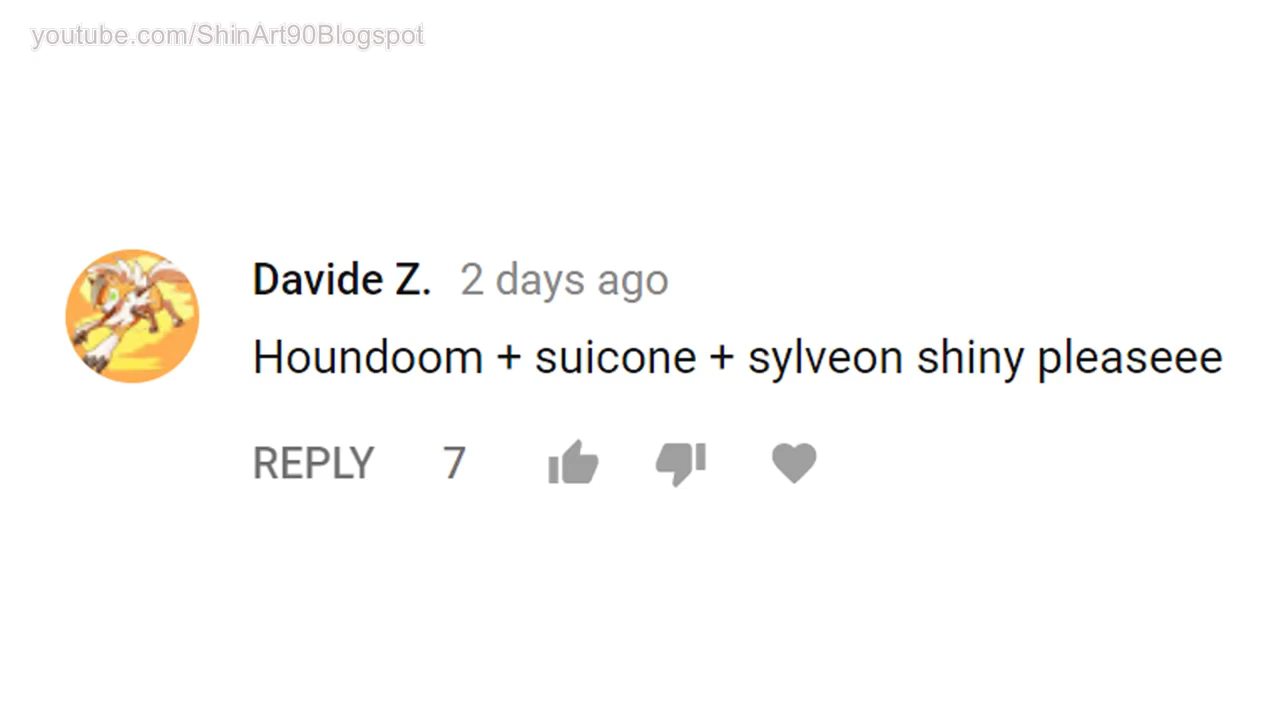 youtube.com/ShinArt90Blogspot
Davide Z. 2 days ago
Houndoom + suicone + sylveon shiny pleaseee
REPLY 7